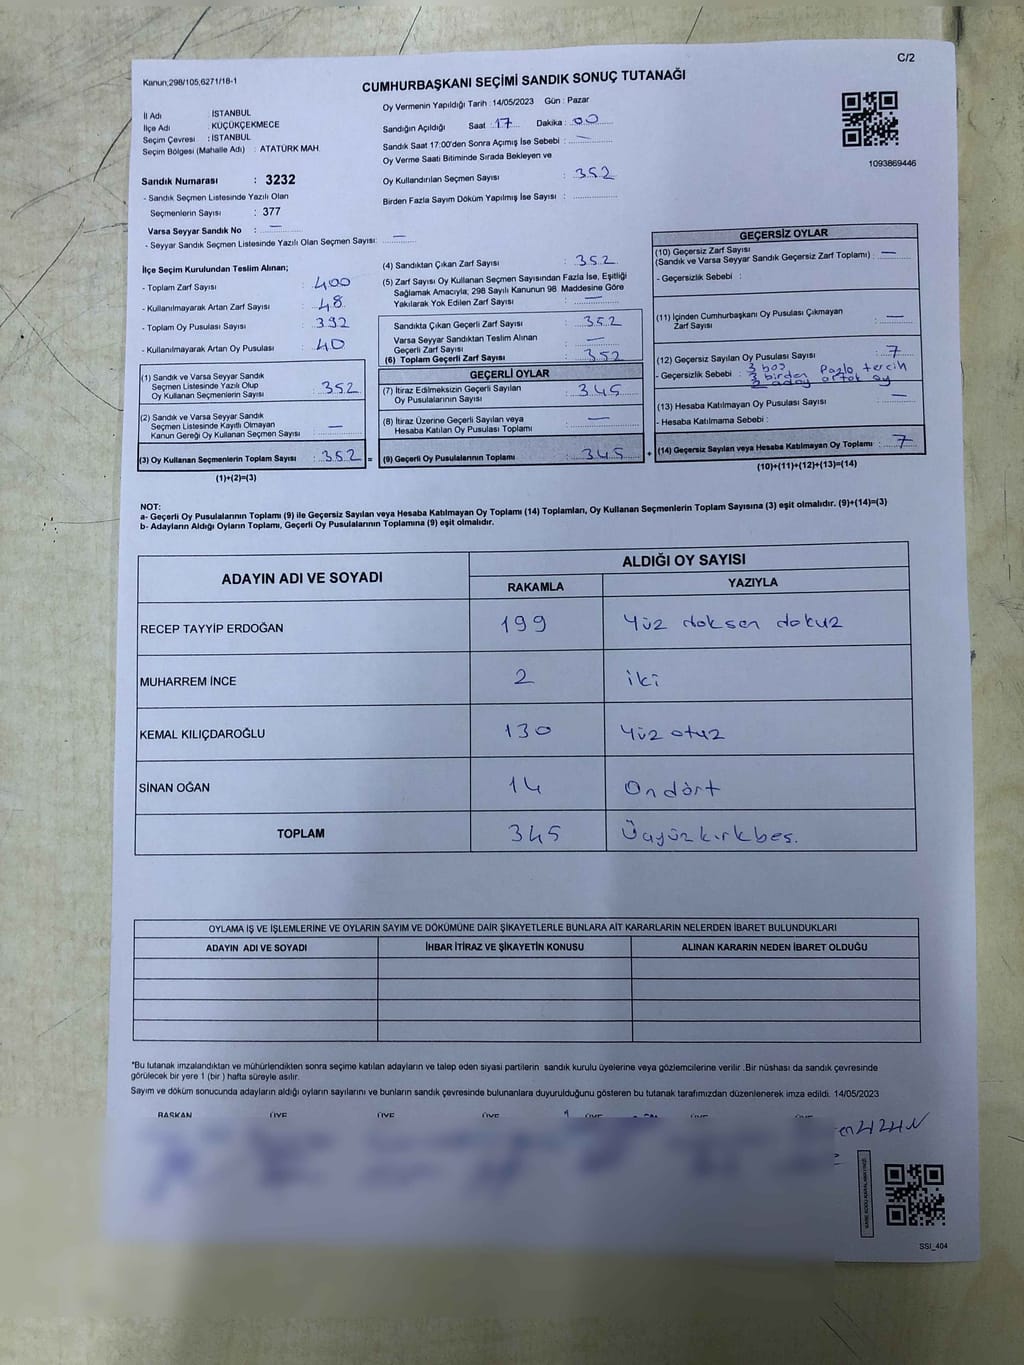 C/2
Kanun;298/105,6271/18-1
CUMHURBAŞKANI SEÇİMİ SANDIK SONUÇ TUTANAĞI
İl Adı : İSTANBUL
İlçe Adı : KÜÇÜKÇEKMECE
Seçim Çevresi : İSTANBUL
Seçim Bölgesi (Mahalle Adı) : ATATÜRK MAH.
Sandık Numarası : 3232
- Sandık Seçmen Listesinde Yazılı Olan
Seçmenlerin Sayısı : 377
Varsa Seyyar Sandık No : —
- Seyyar Sandık Seçmen Listesinde Yazılı Olan Seçmen Sayısı: —
Oy Vermenin Yapıldığı Tarih : 14/05/2023 Gün : Pazar
Sandığın Açıldığı Saat : 17 Dakika : 00
Sandık Saat 17:00'den Sonra Açımış İse Sebebi : —
Oy Verme Saati Bitiminde Sırada Bekleyen ve
Oy Kullandırılan Seçmen Sayısı : 352
Birden Fazla Sayım Döküm Yapılmış İse Sayısı :
1093869446
İlçe Seçim Kurulundan Teslim Alınan;
- Toplam Zarf Sayısı : 400
- Kullanılmayarak Artan Zarf Sayısı : 48
- Toplam Oy Pusulası Sayısı : 392
- Kullanılmayarak Artan Oy Pusulası : 40
(1) Sandık ve Varsa Seyyar Sandık
Seçmen Listesinde Yazılı Olup
Oy Kullanan Seçmenlerin Sayısı : 352
(2) Sandık ve Varsa Seyyar Sandık
Seçmen Listesinde Kayıtlı Olmayan
Kanun Gereği Oy Kullanan Seçmen Sayısı : —
(3) Oy Kullanan Seçmenlerin Toplam Sayısı : 352 =
(1)+(2)=(3)
(4) Sandıktan Çıkan Zarf Sayısı : 352
(5) Zarf Sayısı Oy Kullanan Seçmen Sayısından Fazla İse, Eşitliği
Sağlamak Amacıyla, 298 Sayılı Kanunun 98 Maddesine Göre
Yakılarak Yok Edilen Zarf Sayısı : —
Sandıkta Çıkan Geçerli Zarf Sayısı : 352
Varsa Seyyar Sandıktan Teslim Alınan
Geçerli Zarf Sayısı : —
(6) Toplam Geçerli Zarf Sayısı : 352
GEÇERLİ OYLAR
(7) İtiraz Edilmeksizin Geçerli Sayılan
Oy Pusulalarının Sayısı : 345
(8) İtiraz Üzerine Geçerli Sayılan veya
Hesaba Katılan Oy Pusulası Toplamı : —
(9) Geçerli Oy Pusulalarının Toplamı : 345 +
GEÇERSİZ OYLAR
(10) Geçersiz Zarf Sayısı
(Sandık ve Varsa Seyyar Sandık Geçersiz Zarf Toplamı) : —
- Geçersizlik Sebebi :
(11) İçinden Cumhurbaşkanı Oy Pusulası Çıkmayan
Zarf Sayısı : —
(12) Geçersiz Sayılan Oy Pusulası Sayısı : 7
- Geçersizlik Sebebi : boş
birden fazla tercih
aday ortak oy
(13) Hesaba Katılmayan Oy Pusulası Sayısı : —
- Hesaba Katılmama Sebebi :
(14) Geçersiz Sayılan veya Hesaba Katılmayan Oy Toplamı : 7
(10)+(11)+(12)+(13)=(14)
NOT:
a- Geçerli Oy Pusulalarının Toplamı (9) ile Geçersiz Sayılan veya Hesaba Katılmayan Oy Toplamı (14) Toplamları, Oy Kullanan Seçmenlerin Toplam Sayısına (3) eşit olmalıdır. (9)+(14)=(3)
b- Adayların Aldığı Oyların Toplamı, Geçerli Oy Pusulalarının Toplamına (9) eşit olmalıdır.
ADAYIN ADI VE SOYADI
ALDIĞI OY SAYISI
RAKAMLA YAZIYLA
RECEP TAYYİP ERDOĞAN 199 Yüz doksan dokuz
MUHARREM İNCE 2 iki
KEMAL KILIÇDAROĞLU 130 Yüz otuz
SİNAN OĞAN 14 Ondört
TOPLAM 345 Üçyüzkırkbeş.
OYLAMA İŞ VE İŞLEMLERİNE VE OYLARIN SAYIM VE DÖKÜMÜNE DAİR ŞİKAYETLERLE BUNLARA AİT KARARLARIN NELERDEN İBARET BULUNDUKLARI
ADAYIN ADI VE SOYADI İHBAR İTİRAZ VE ŞİKAYETİN KONUSU ALINAN KARARIN NEDEN İBARET OLDUĞU
*Bu tutanak imzalandıktan ve mühürlendikten sonra seçime katılan adayların ve talep eden siyasi partilerin sandık kurulu üyelerine veya gözlemcilerine verilir .Bir nüshası da sandık çevresinde
görülecek bir yere 1 (bir ) hafta süreyle asılır.
Sayım ve döküm sonucunda adayların aldığı oyların sayılarını ve bunların sandık çevresinde bulunanlara duyurulduğunu gösteren bu tutanak tarafımızdan düzenlenerek imza edildi. 14/05/2023
BAŞKAN ÜYE ÜYE ÜYE ÜYE ÜYE ÜYE
SSI_404